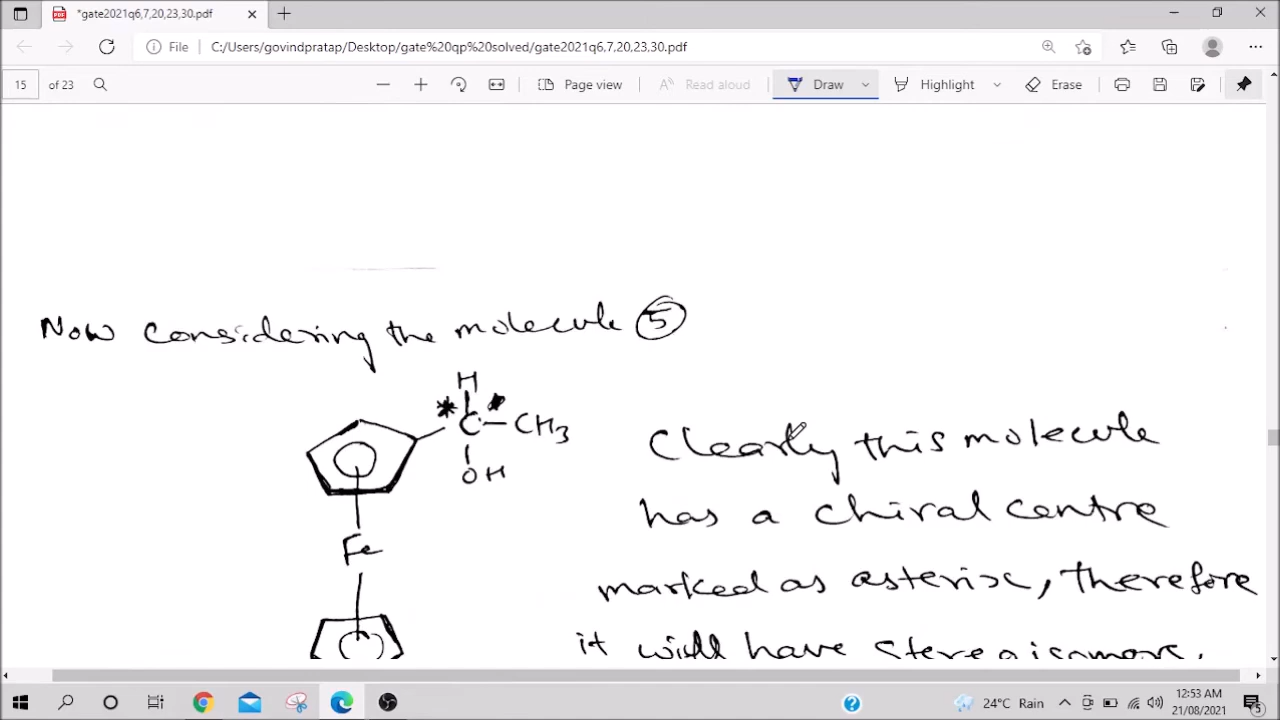 *gate2021q6,7,20,23,30.pdf
File C:/Users/govindpratap/Desktop/gate%20qp%20solved/gate2021q6,7,20,23,30.pdf
15 of 23 Page view Read aloud Draw Highlight Erase
Now considering the molecule 5
H
* C * - CH3
OH
Fe
Clearly this molecule
has a chiral centre
marked as asterisx, therefore
it will have stereoisomers.
24°C Rain 12:53 AM
21/08/2021
5